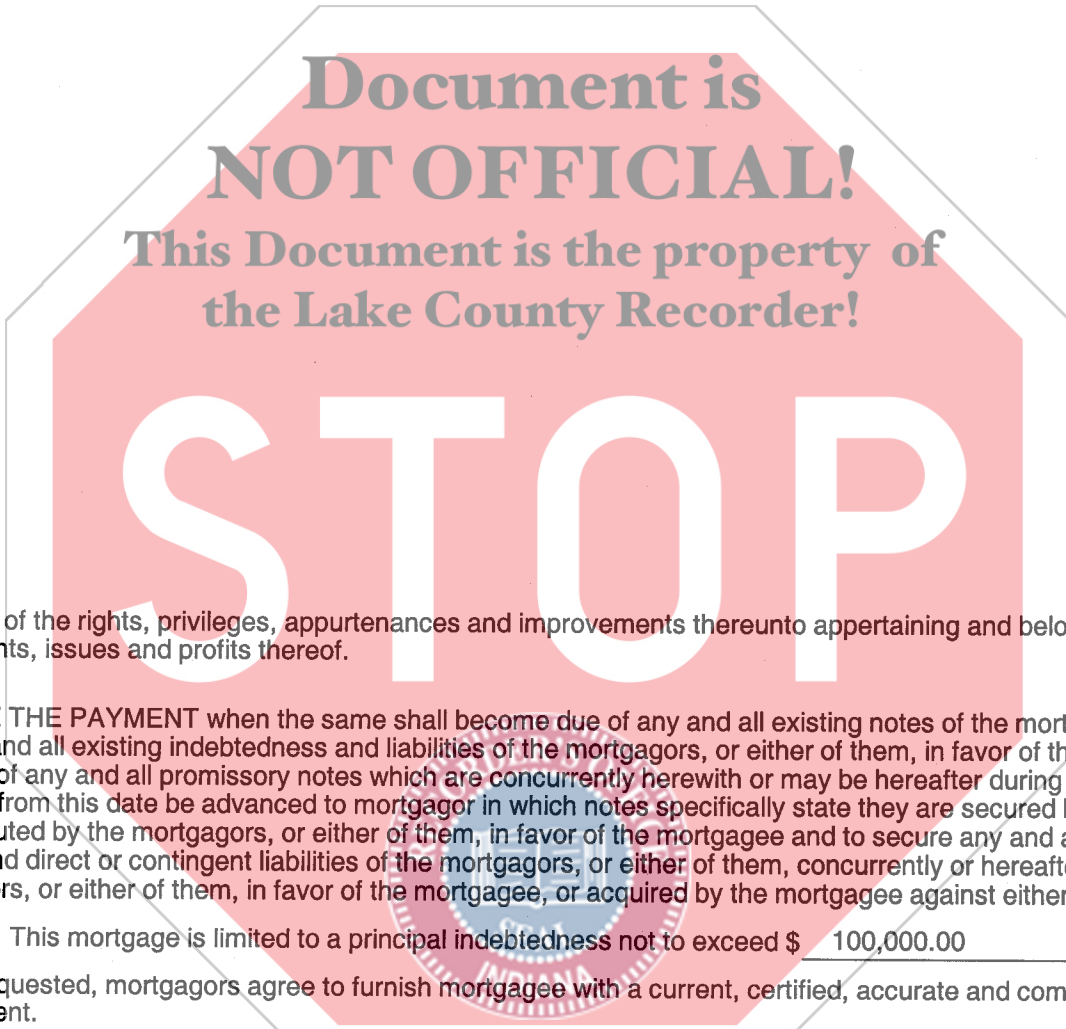 Document is
NOT OFFICIAL!
This Document is the property of
the Lake County Recorder!
STOP
of the rights, privileges, appurtenances and improvements thereunto appertaining and belo
nts, issues and profits thereof.
THE PAYMENT when the same shall become due of any and all existing notes of the mort
nd all existing indebtedness and liabilities of the mortgagors, or either of them, in favor of th
of any and all promissory notes which are concurrently herewith or may be hereafter during
from this date be advanced to mortgagor in which notes specifically state they are secured
uted by the mortgagors, or either of them, in favor of the mortgagee and to secure any and a
nd direct or contingent liabilities of the mortgagors, or either of them, concurrently or hereafte
rs, or either of them, in favor of the mortgagee, or acquired by the mortgagee against either
This mortgage is limited to a principal indebtedness not to exceed $ 100,000.00
quested, mortgagors agree to furnish mortgagee with a current, certified, accurate and com
ent.
SEAL
INDIANA